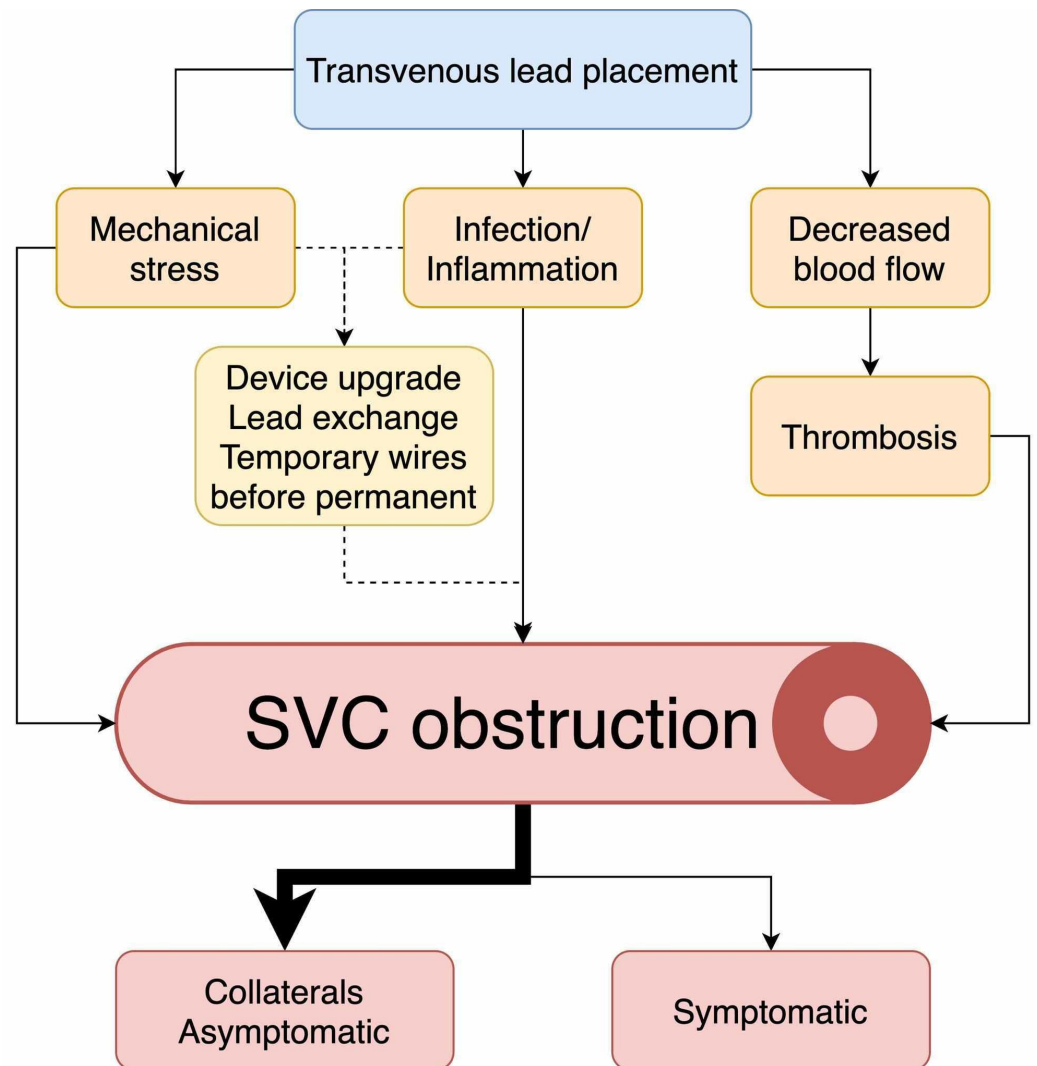 Transvenous lead placement
Mechanical
stress
Infection/
Inflammation
Decreased
blood flow
Device upgrade
Lead exchange
Temporary wires
before permanent
Thrombosis
SVC obstruction
Collaterals
Asymptomatic
Symptomatic